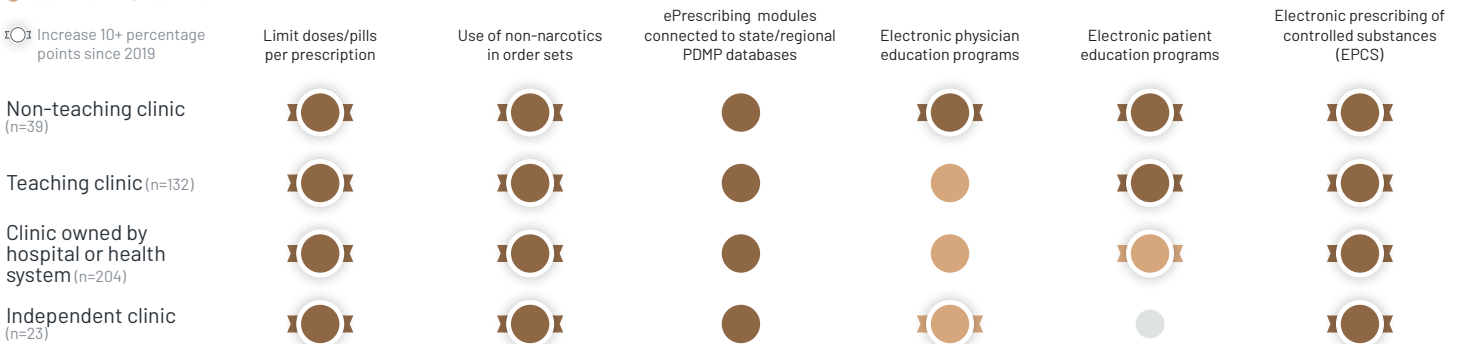 Increase 10+ percentage
points since 2019
Limit doses/pills
per prescription
Use of non-narcotics
in order sets
ePrescribing modules
connected to state/regional
PDMP databases
Electronic physician
education programs
Electronic patient
education programs
Electronic prescribing of
controlled substances
(EPCS)
Non-teaching clinic
(n=39)
Teaching clinic (n=132)
Clinic owned by
hospital or health
system (n=204)
Independent clinic
(n=23)